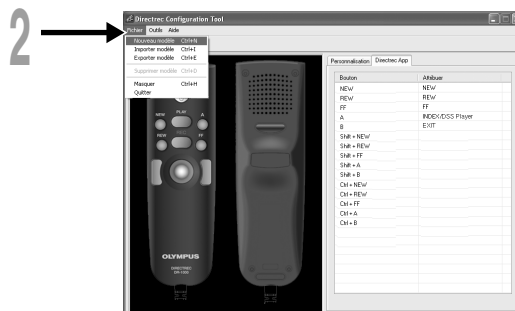 2
Directrec Configuration Tool
Fichier Outils Aide
Nouveau modèle Ctrl+N
Importer modèle Ctrl+I
Exporter modèle Ctrl+E
Supprimer modèle Ctrl+D
Masquer Ctrl+H
Quitter
Personnalisation Directrec App
Bouton Attribuer
NEW NEW
REW REW
FF FF
A INDEX/DSS Player
B EXIT
Shift + NEW
Shift + REW
Shift + FF
Shift + A
Shift + B
Ctrl + NEW
Ctrl + REW
Ctrl + FF
Ctrl + A
Ctrl + B
NEW PLAY A
REW FF
OLYMPUS
DIRECTREC